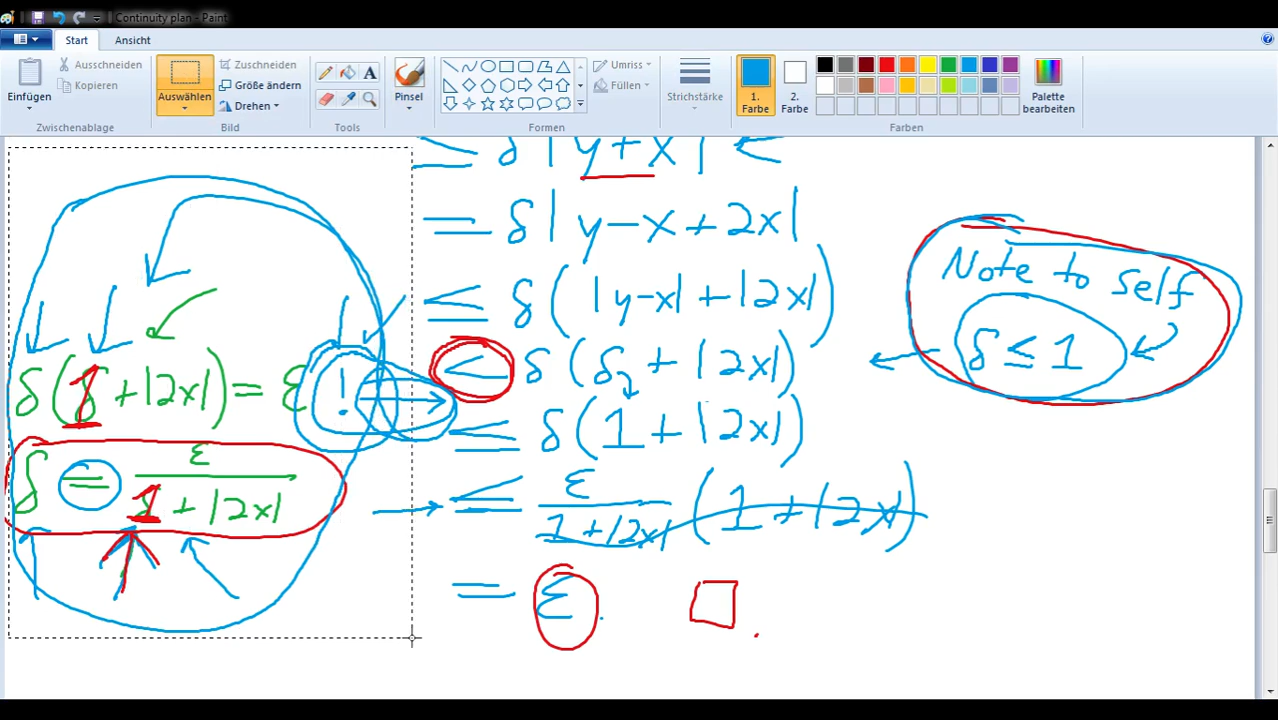 Continuity plan - Paint
Start Ansicht
Einfügen
Ausschneiden
Kopieren
Zwischenablage
Auswählen
Zuschneiden
Größe ändern
Drehen
Bild
A
Tools
Pinsel
Umriss
Füllen
Formen
Strichstärke
1. Farbe
2. Farbe
Palette bearbeiten
Farben
≤ δ|y+x|
= δ|y-x+2x|
≤ δ(|y-x|+|2x|)
< δ(δ+|2x|)
≤ δ(1+|2x|)
≤ ε/(1+|2x|) (1+|2x|)
= ε.
δ(1+|2x|) = ε !
δ = ε/(1+|2x|)
Note to self
δ ≤ 1